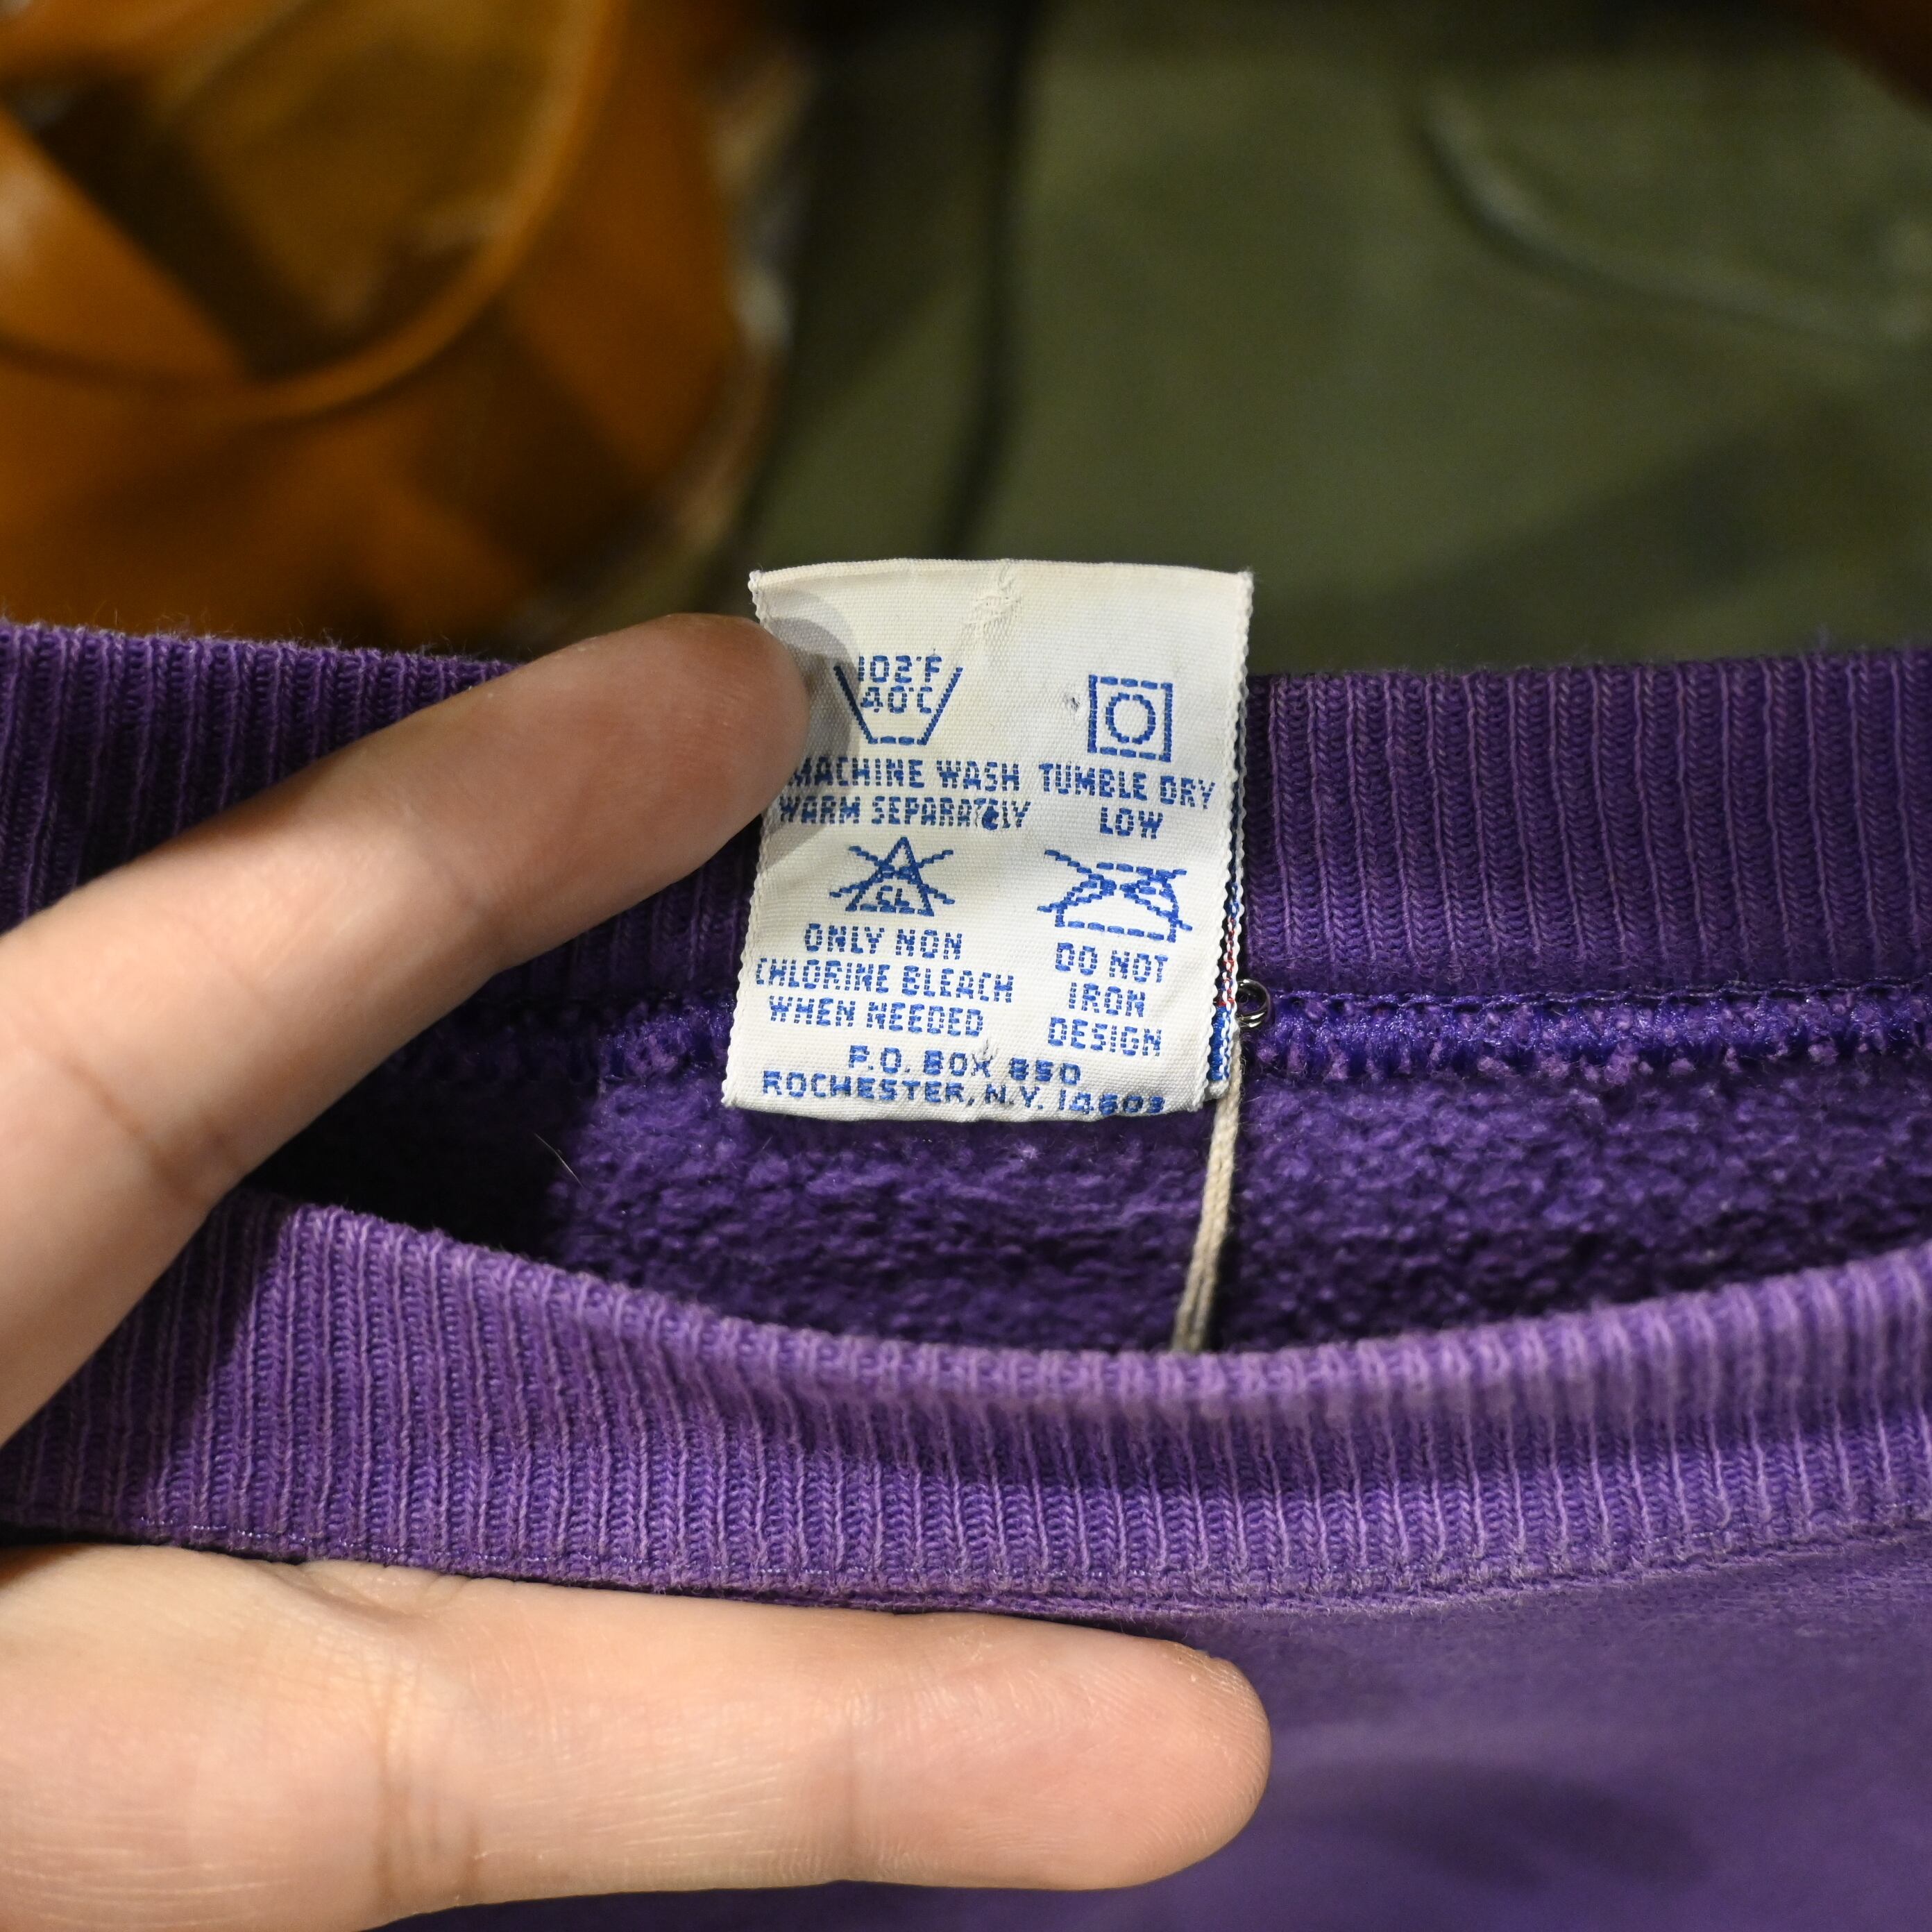 102°F
40°C
MACHINE WASH
WARM SEPARATELY
TUMBLE DRY
LOW
CL
ONLY NON
CHLORINE BLEACH
WHEN NEEDED
DO NOT
IRON
DESIGN
P.O. BOX 850
ROCHESTER, N.Y. 14603